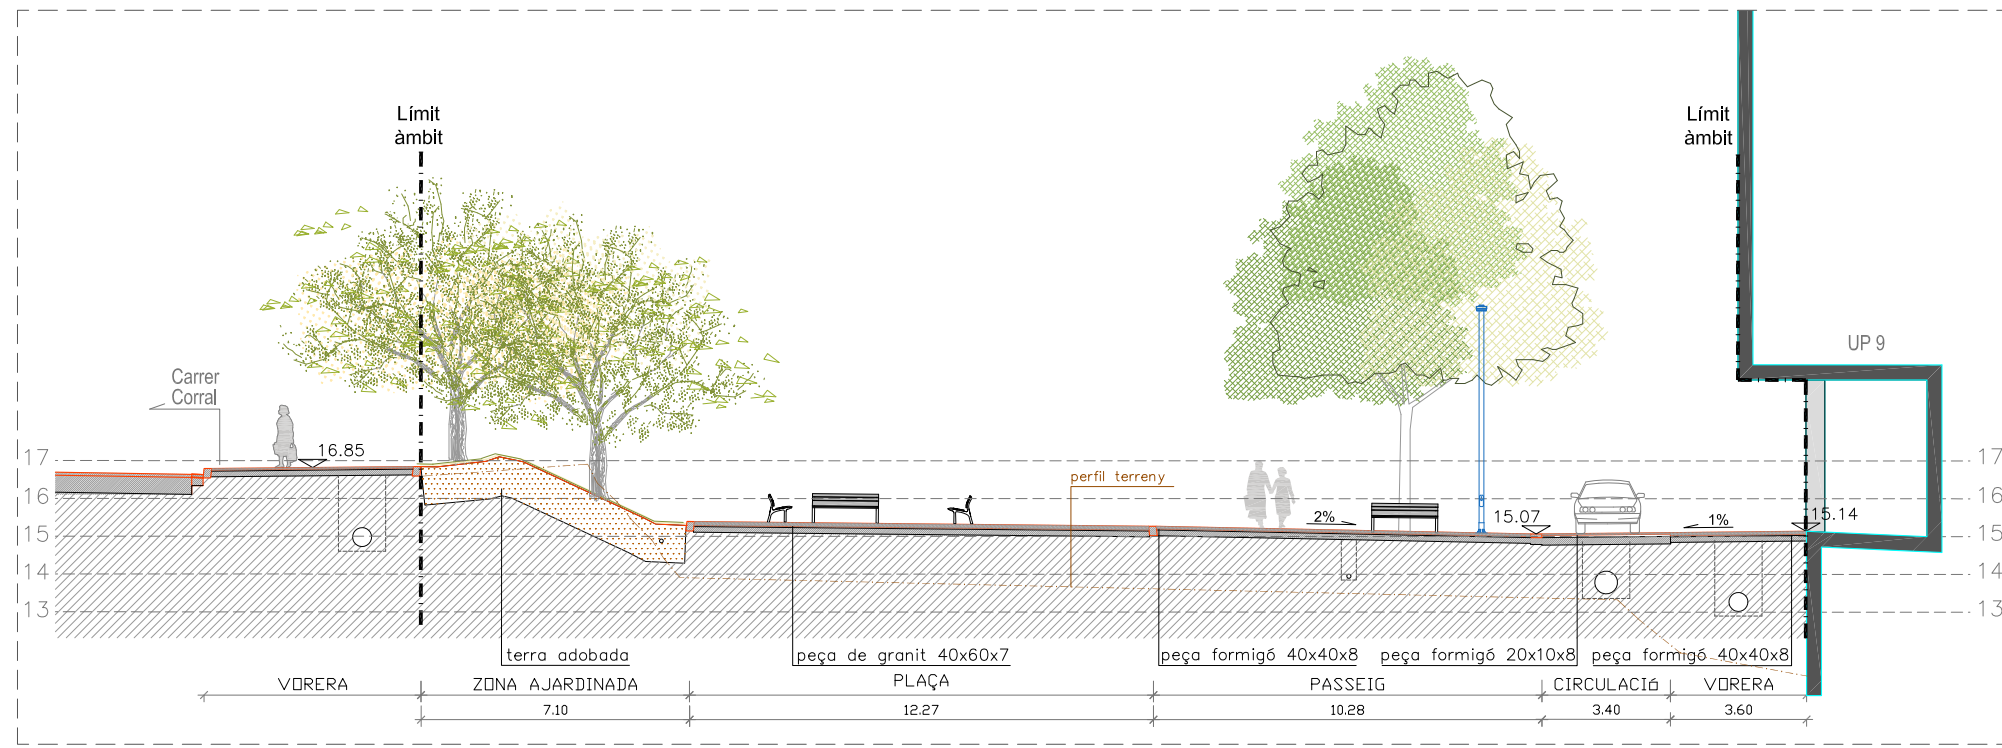 Límit
àmbit
Límit
àmbit
UP 9
Carrer
Corral
16.85
17
16
15
14
13
perfil terreny
2%
15.07
1%
15.14
17
16
15
14
13
terra adobada
peça de granit 40x60x7
peça formigó 40x40x8
peça formigó 20x10x8
peça formigó 40x40x8
VORERA
ZONA AJARDINADA
PLAÇA
PASSEIG
CIRCULACIó
VORERA
7.10
12.27
10.28
3.40
3.60